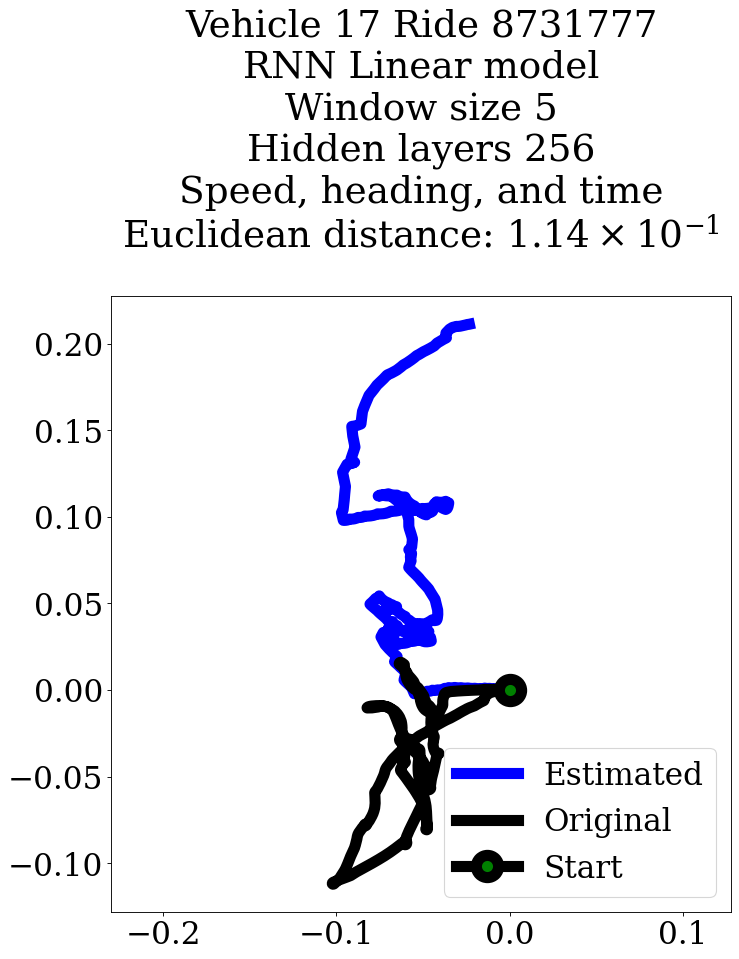 Vehicle 17 Ride 8731777
RNN Linear model
Window size 5
Hidden layers 256
Speed, heading, and time
Euclidean distance: 1.14 × 10⁻¹
0.20
0.15
0.10
0.05
0.00
−0.05
−0.10
Estimated
Original
Start
−0.2
−0.1
0.0
0.1